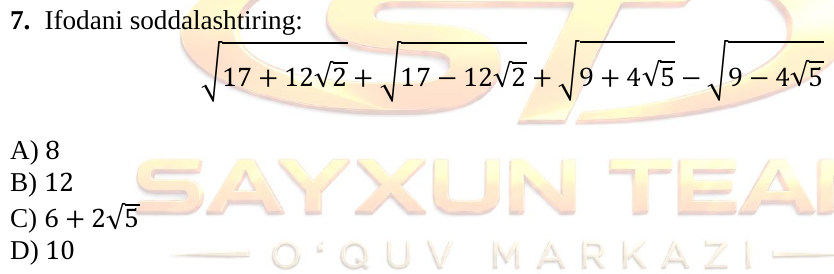 7. Ifodani soddalashtiring:
√(17 + 12√2) + √(17 − 12√2) + √(9 + 4√5) − √(9 − 4√5)
A) 8
B) 12
C) 6 + 2√5
D) 10
SAYXUN TEA
O‘QUV MARKAZI